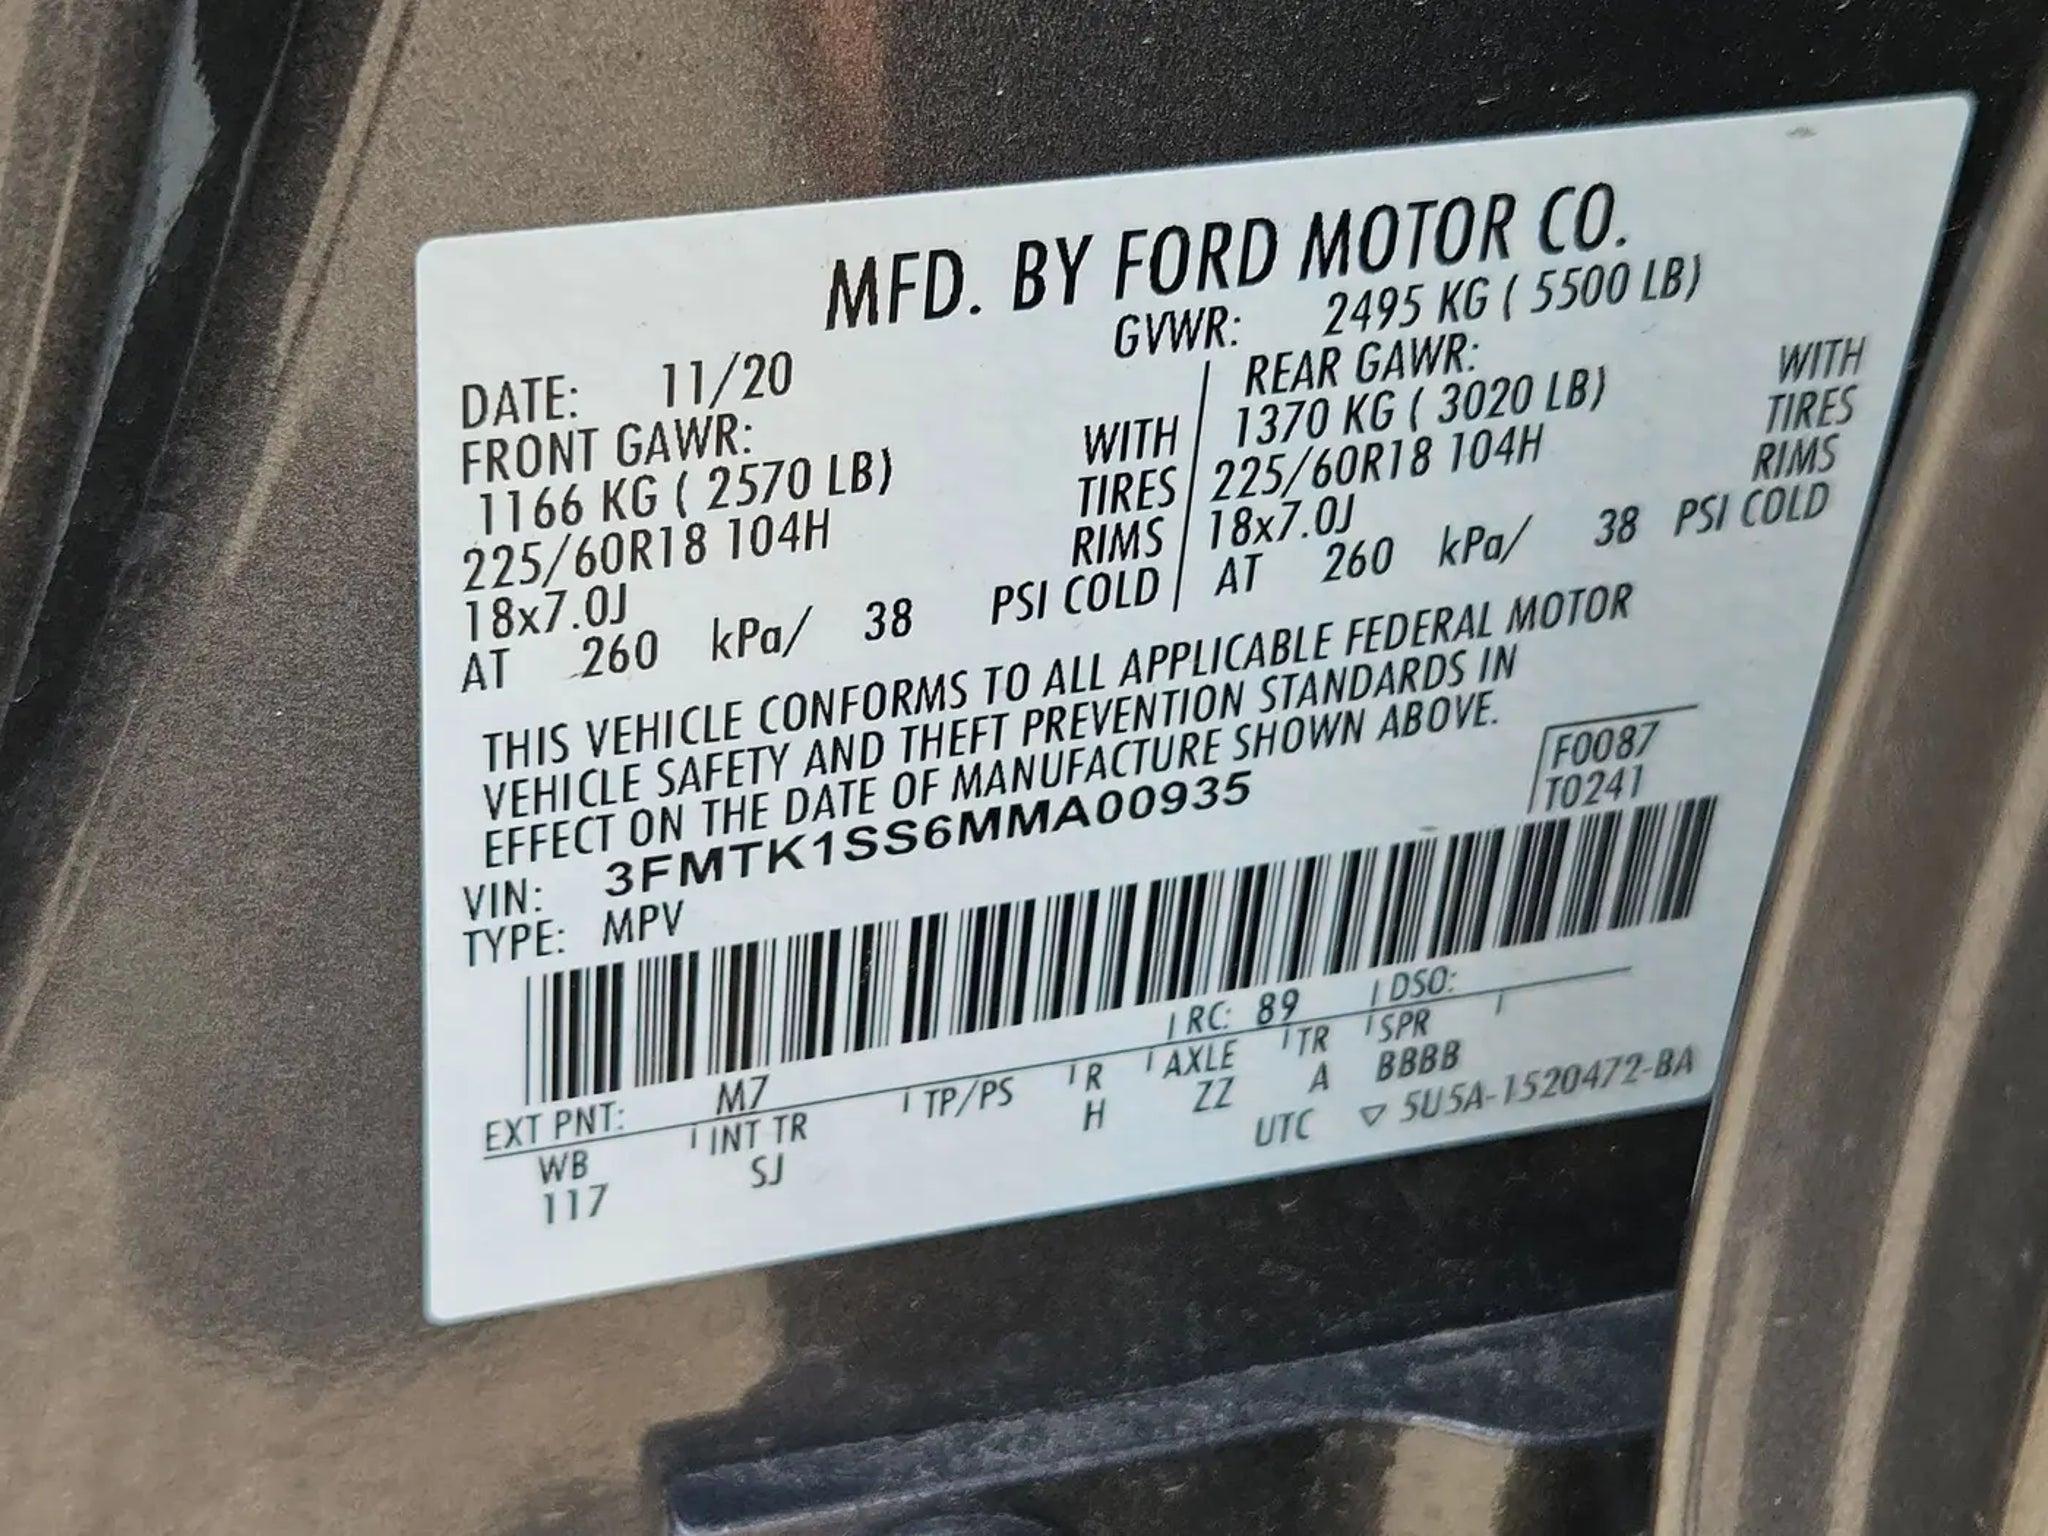 MFD. BY FORD MOTOR CO.
DATE: 11/20 GVWR: 2495 KG ( 5500 LB)
FRONT GAWR: REAR GAWR:
1166 KG ( 2570 LB) WITH 1370 KG ( 3020 LB) WITH
225/60R18 104H TIRES 225/60R18 104H TIRES
18x7.0J RIMS 18x7.0J RIMS
AT 260 kPa/ 38 PSI COLD AT 260 kPa/ 38 PSI COLD
THIS VEHICLE CONFORMS TO ALL APPLICABLE FEDERAL MOTOR
VEHICLE SAFETY AND THEFT PREVENTION STANDARDS IN
EFFECT ON THE DATE OF MANUFACTURE SHOWN ABOVE.
VIN: 3FMTK1SS6MMA00935 F0087
TYPE: MPV T0241
EXT PNT: M7 RC: 89 DSO:
WB INT TR TP/PS R AXLE TR SPR
117 SJ H ZZ A BBBB
UTC ▽ 5U5A-1520472-BA